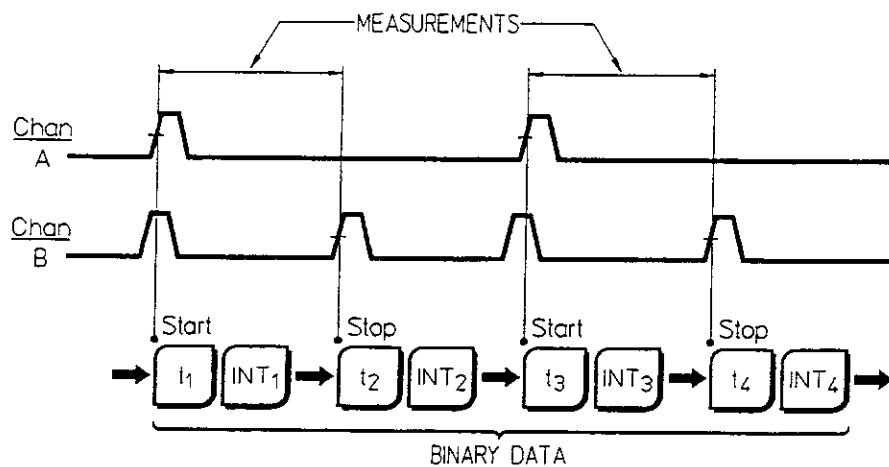 MEASUREMENTS
Chan
A
Chan
B
Start Stop Start Stop
t1 INT1 t2 INT2 t3 INT3 t4 INT4
BINARY DATA